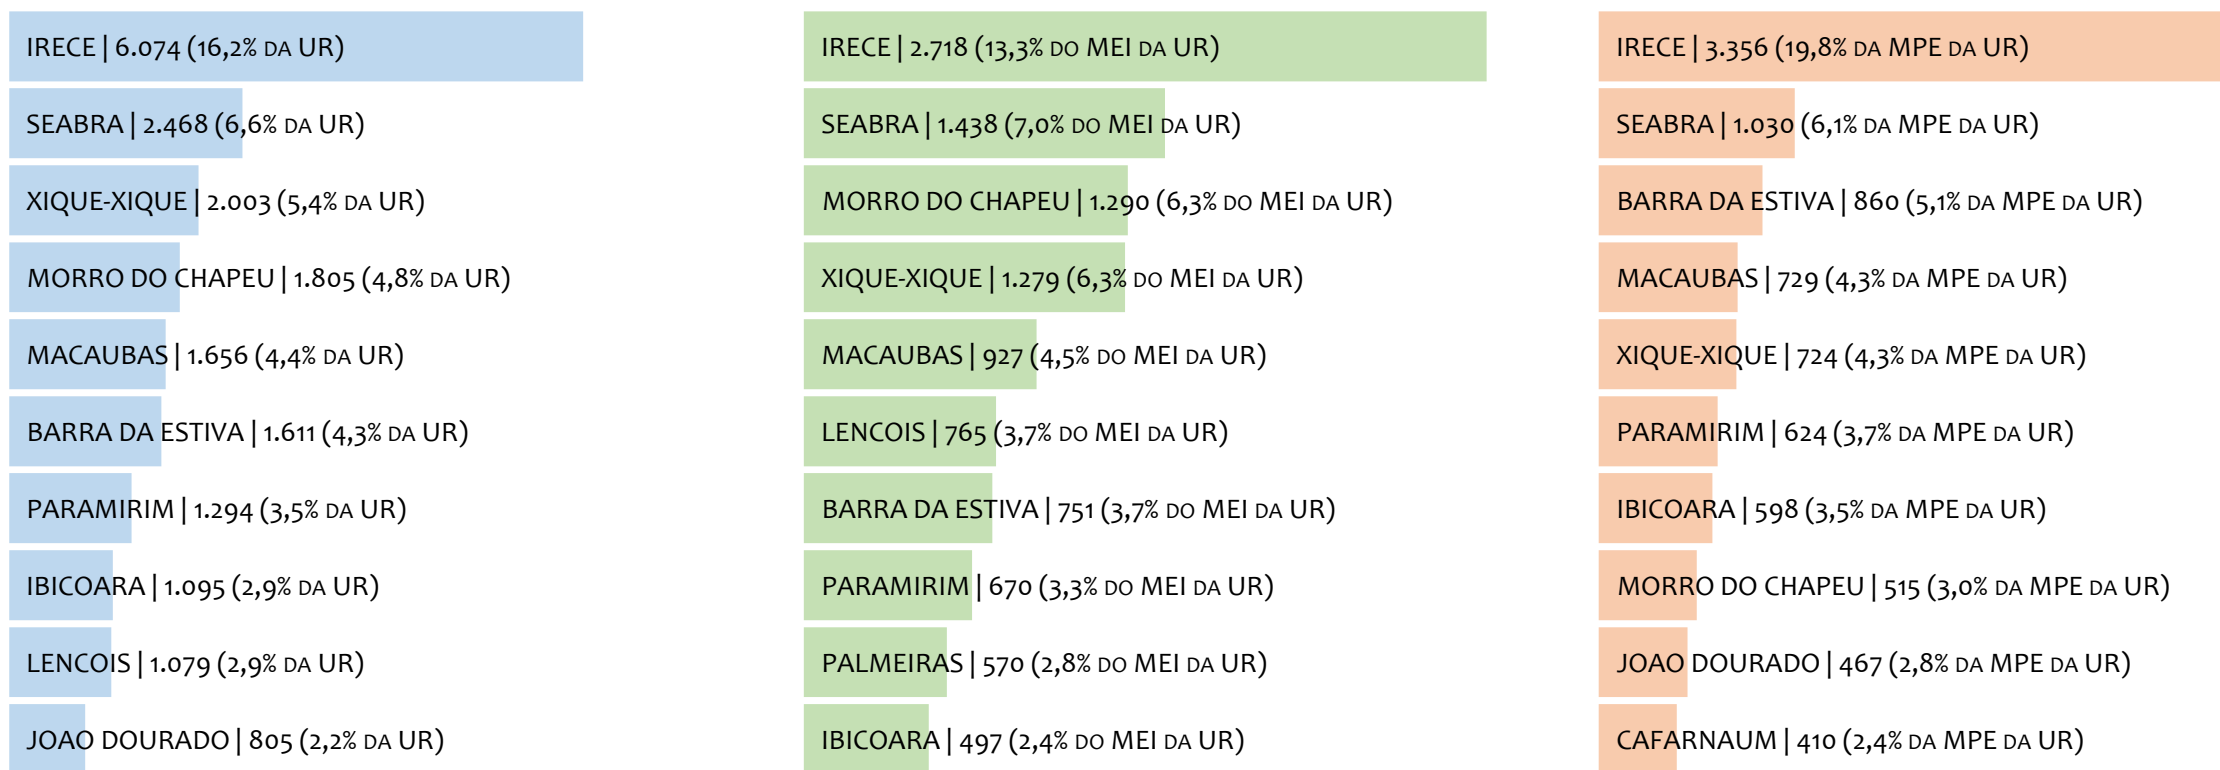 IRECE | 6.074 (16,2% DA UR)
SEABRA | 2.468 (6,6% DA UR)
XIQUE-XIQUE | 2.003 (5,4% DA UR)
MORRO DO CHAPEU | 1.805 (4,8% DA UR)
MACAUBAS | 1.656 (4,4% DA UR)
BARRA DA ESTIVA | 1.611 (4,3% DA UR)
PARAMIRIM | 1.294 (3,5% DA UR)
IBICOARA | 1.095 (2,9% DA UR)
LENCOIS | 1.079 (2,9% DA UR)
JOAO DOURADO | 805 (2,2% DA UR)
IRECE | 2.718 (13,3% DO MEI DA UR)
SEABRA | 1.438 (7,0% DO MEI DA UR)
MORRO DO CHAPEU | 1.290 (6,3% DO MEI DA UR)
XIQUE-XIQUE | 1.279 (6,3% DO MEI DA UR)
MACAUBAS | 927 (4,5% DO MEI DA UR)
LENCOIS | 765 (3,7% DO MEI DA UR)
BARRA DA ESTIVA | 751 (3,7% DO MEI DA UR)
PARAMIRIM | 670 (3,3% DO MEI DA UR)
PALMEIRAS | 570 (2,8% DO MEI DA UR)
IBICOARA | 497 (2,4% DO MEI DA UR)
IRECE | 3.356 (19,8% DA MPE DA UR)
SEABRA | 1.030 (6,1% DA MPE DA UR)
BARRA DA ESTIVA | 860 (5,1% DA MPE DA UR)
MACAUBAS | 729 (4,3% DA MPE DA UR)
XIQUE-XIQUE | 724 (4,3% DA MPE DA UR)
PARAMIRIM | 624 (3,7% DA MPE DA UR)
IBICOARA | 598 (3,5% DA MPE DA UR)
MORRO DO CHAPEU | 515 (3,0% DA MPE DA UR)
JOAO DOURADO | 467 (2,8% DA MPE DA UR)
CAFARNAUM | 410 (2,4% DA MPE DA UR)